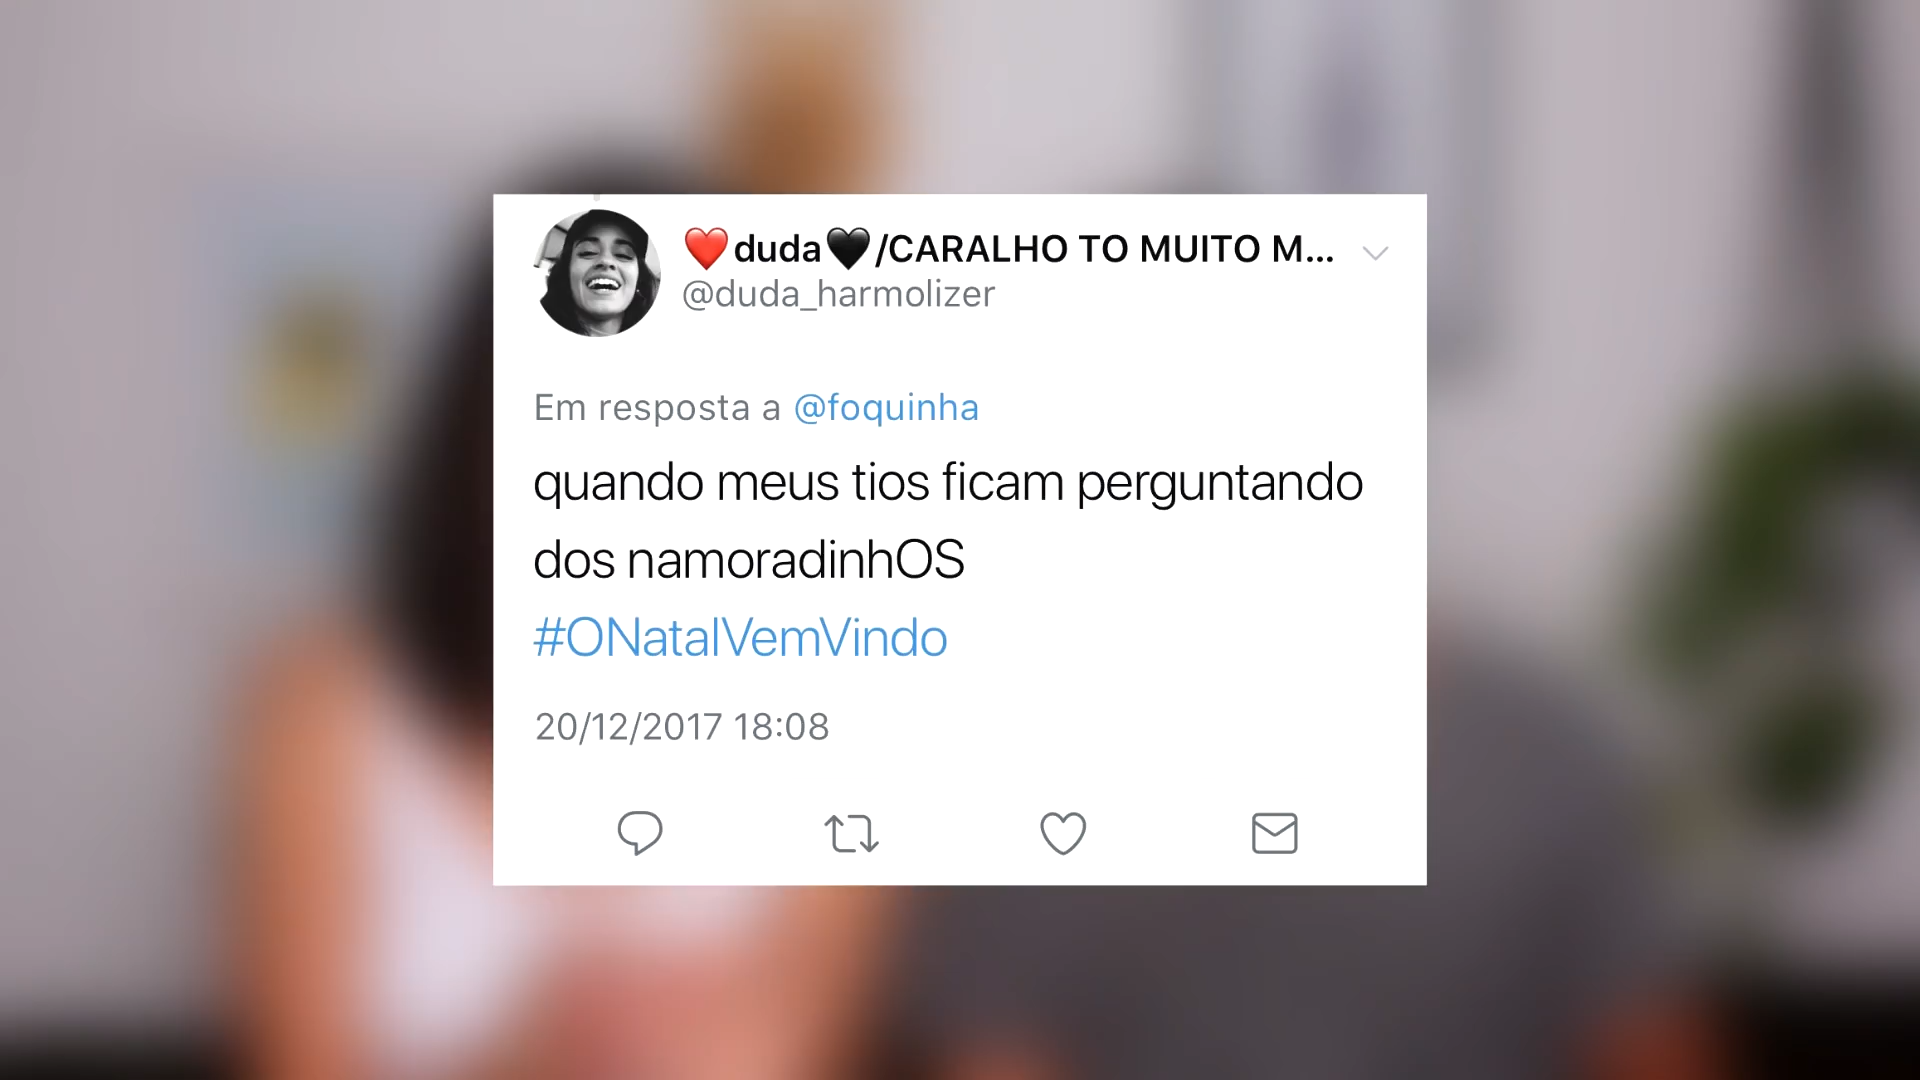 ❤️duda🖤/CARALHO TO MUITO M...
@duda_harmolizer
Em resposta a @foquinha
quando meus tios ficam perguntando
dos namoradinhOS
#ONatalVemVindo
20/12/2017 18:08